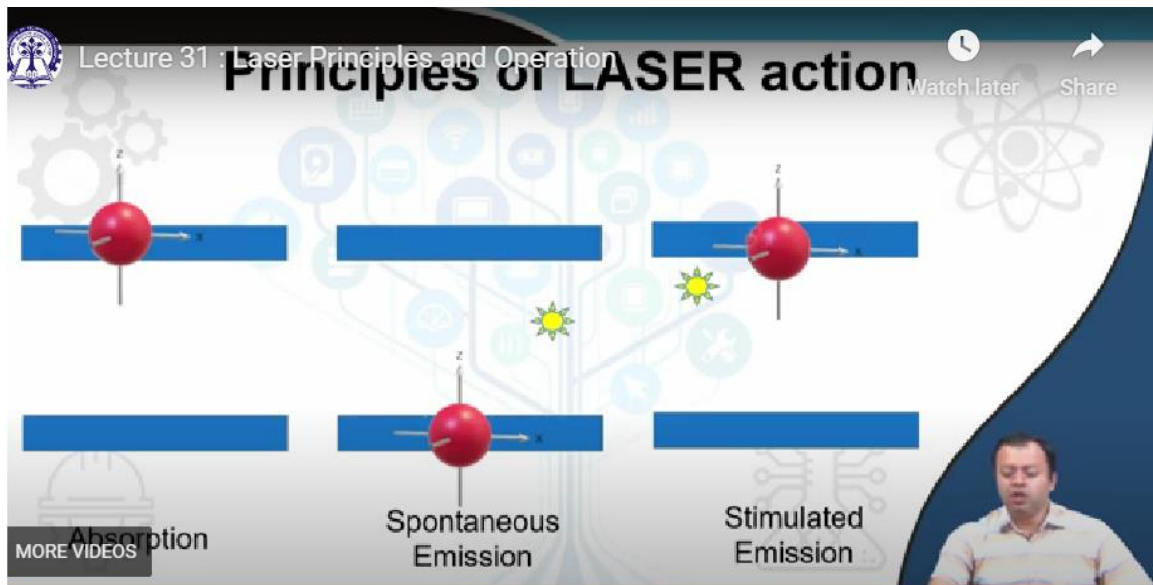 Lecture 31 : Laser Principles and Operation
Principles of LASER action
Watch later
Share
z
x
z
x
z
x
Absorption
Spontaneous
Emission
Stimulated
Emission
MORE VIDEOS